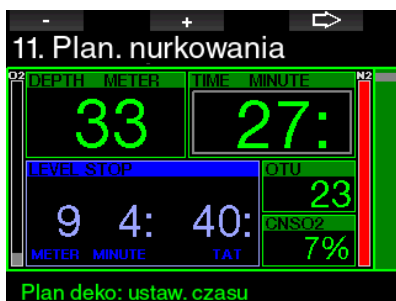 - +
11. Plan. nurkowania
O2 DEPTH METER TIME MINUTE N2
33 27:
LEVEL STOP OTU
23
9 4: 40: CNSO2
METER MINUTE TAT 7%
Plan deko: ustaw. czasu